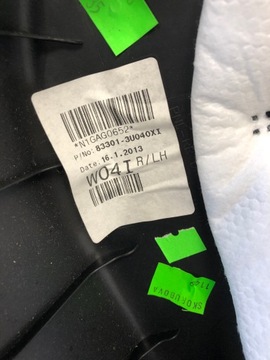 *N1GAG0652*
P/No: 83301-3U040XI
Date: 16.1.2013
W04I R/LH